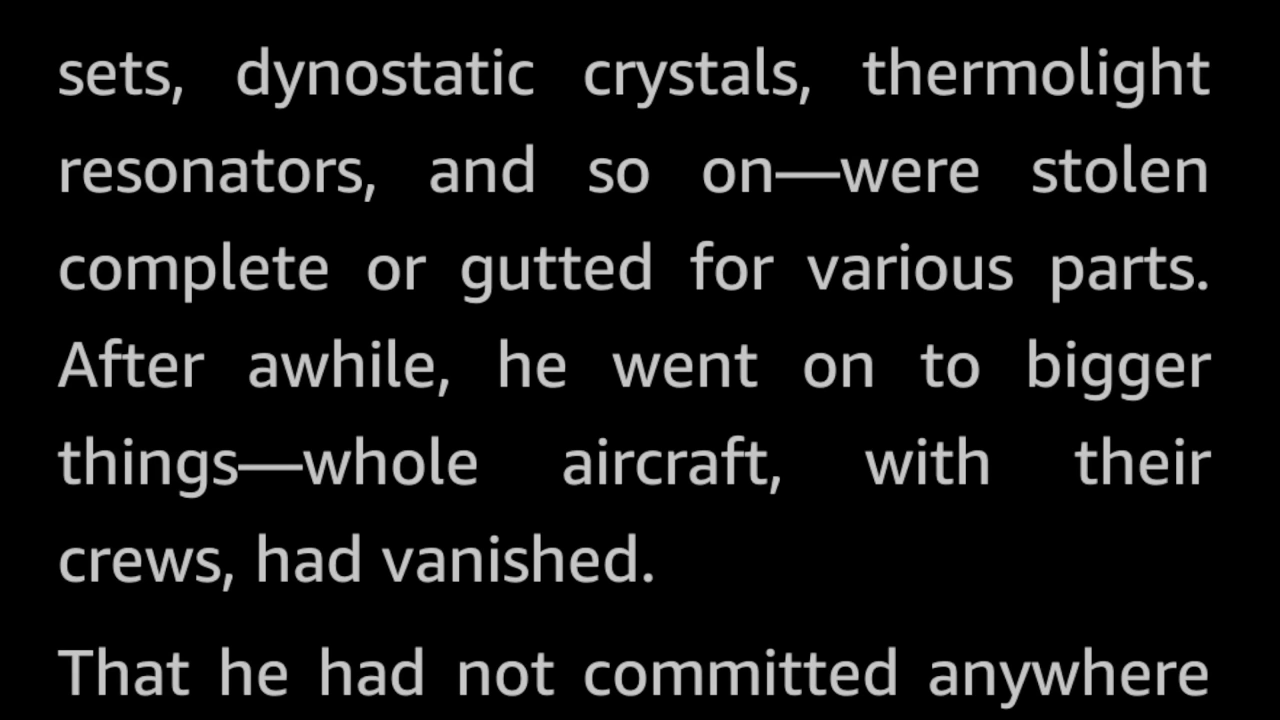 sets, dynostatic crystals, thermolight
resonators, and so on—were stolen
complete or gutted for various parts.
After awhile, he went on to bigger
things—whole aircraft, with their
crews, had vanished.
That he had not committed anywhere